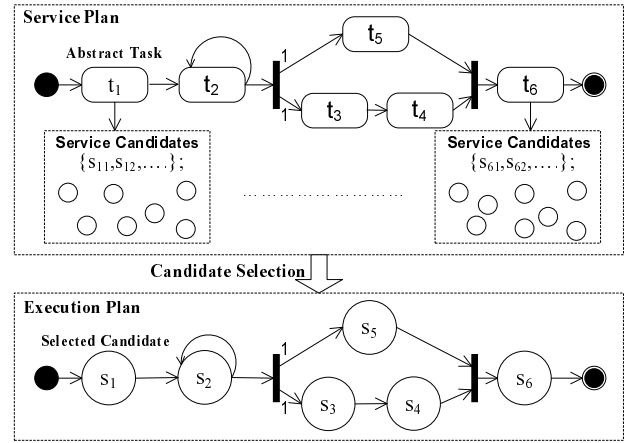 Service Plan
Abstract Task
t1
t2
1
1
t5
t3
t4
t6
Service Candidates
{s11,s12,....};
...........................
Service Candidates
{s61,s62,....};
Candidate Selection
Execution Plan
Selected Candidate
s1
s2
1
1
s5
s3
s4
s6